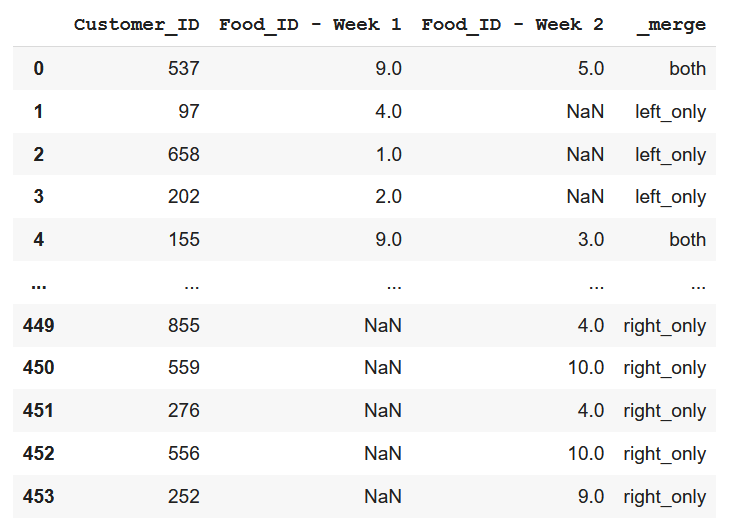 Customer_ID Food_ID - Week 1 Food_ID - Week 2 _merge
0 537 9.0 5.0 both
1 97 4.0 NaN left_only
2 658 1.0 NaN left_only
3 202 2.0 NaN left_only
4 155 9.0 3.0 both
... ... ... ... ...
449 855 NaN 4.0 right_only
450 559 NaN 10.0 right_only
451 276 NaN 4.0 right_only
452 556 NaN 10.0 right_only
453 252 NaN 9.0 right_only